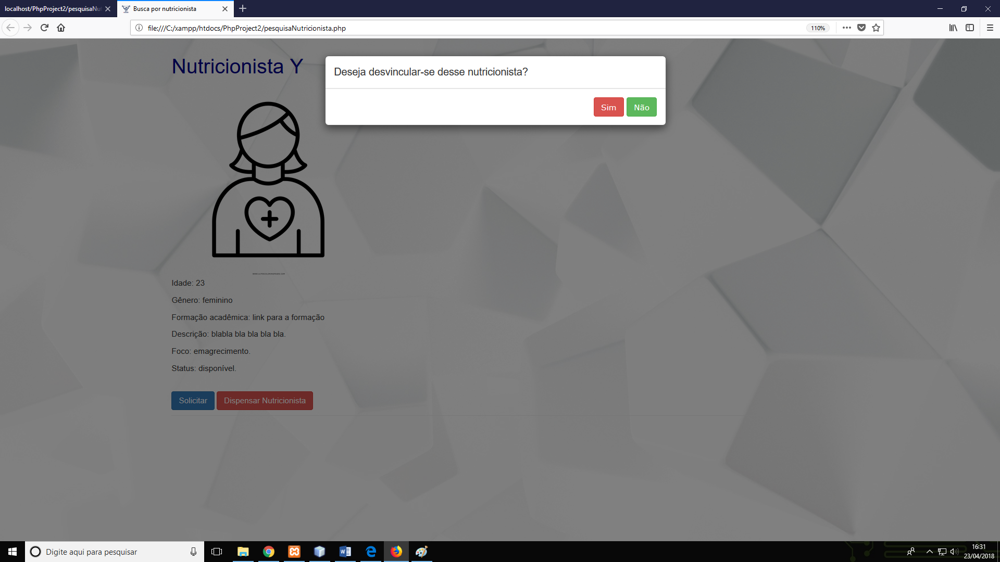 localhost/PhpProject2/pesquisaNut
Busca por nutricionista
file:///C:/xampp/htdocs/PhpProject2/pesquisaNutricionista.php
110%
Nutricionista Y
Deseja desvincular-se desse nutricionista?
Sim
Não
Idade: 23
Gênero: feminino
Formação acadêmica: link para a formação
Descrição: blabla bla bla bla bla.
Foco: emagrecimento.
Status: disponível.
Solicitar
Dispensar Nutricionista
Digite aqui para pesquisar
16:31
23/04/2018